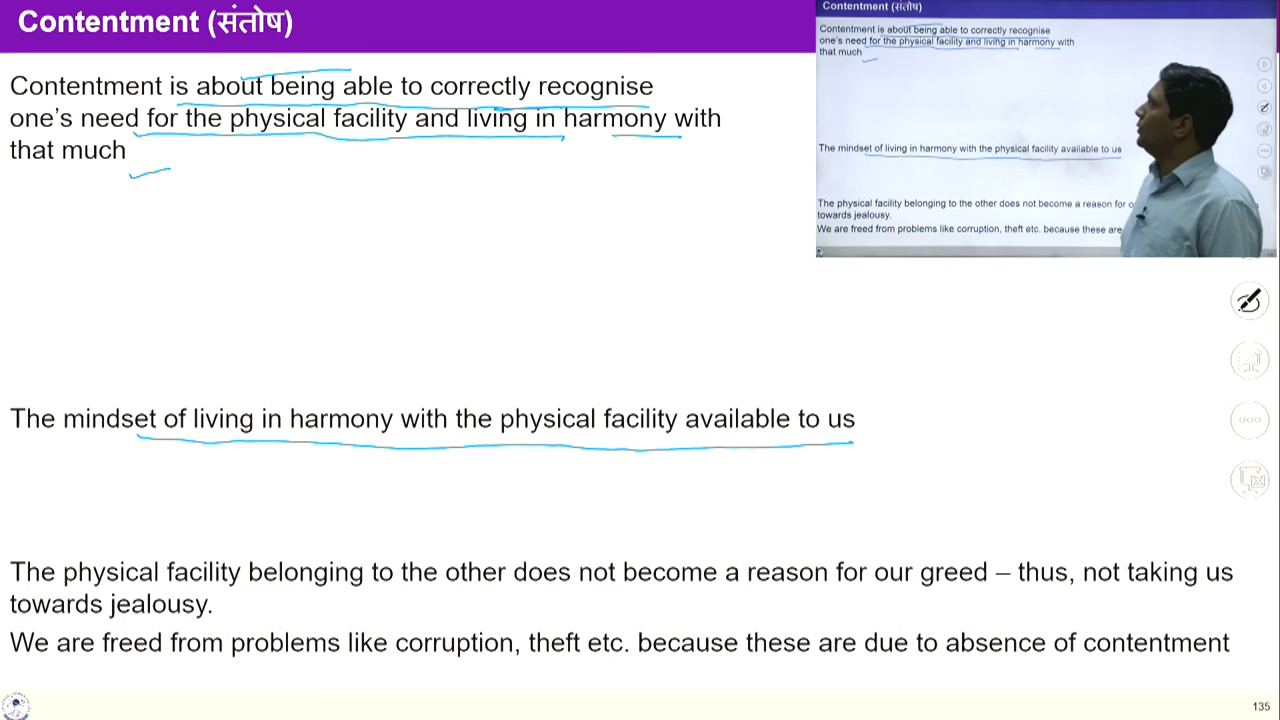 Contentment (संतोष)
Contentment is about being able to correctly recognise
one's need for the physical facility and living in harmony with
that much
The mindset of living in harmony with the physical facility available to us
The physical facility belonging to the other does not become a reason for our greed – thus, not taking us
towards jealousy.
We are freed from problems like corruption, theft etc. because these are due to absence of contentment
135
Contentment (संतोष)
Contentment is about being able to correctly recognise
one's need for the physical facility and living in harmony with
that much
The mindset of living in harmony with the physical facility available to us
The physical facility belonging to the other does not become a reason for o
towards jealousy.
We are freed from problems like corruption, theft etc. because these are